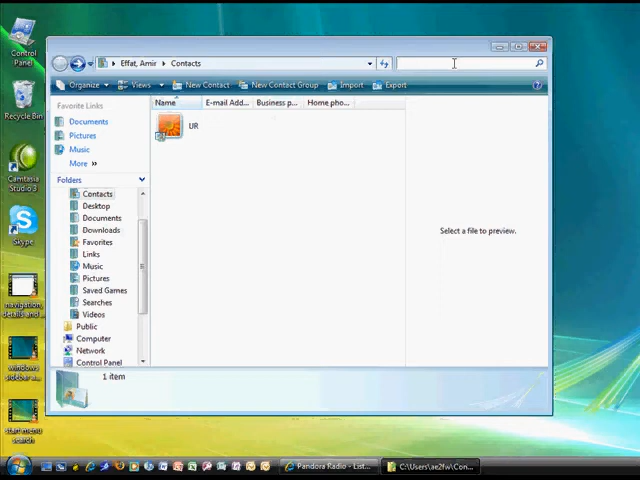 Control
Panel
Recycle Bin
Camtasia
Studio 3
Skype
navigation,
details and ...
windows
sidebar a...
start menu
search
Effat, Amir ▸ Contacts
Organize
Views
New Contact
New Contact Group
Import
Export
Favorite Links
Documents
Pictures
Music
More »
Folders
Contacts
Desktop
Documents
Downloads
Favorites
Links
Music
Pictures
Saved Games
Searches
Videos
Public
Computer
Network
Control Panel
Name
E-mail Add...
Business p...
Home pho...
UR
Select a file to preview.
1 item
Pandora Radio - List...
C:\Users\ae2fw\Con...